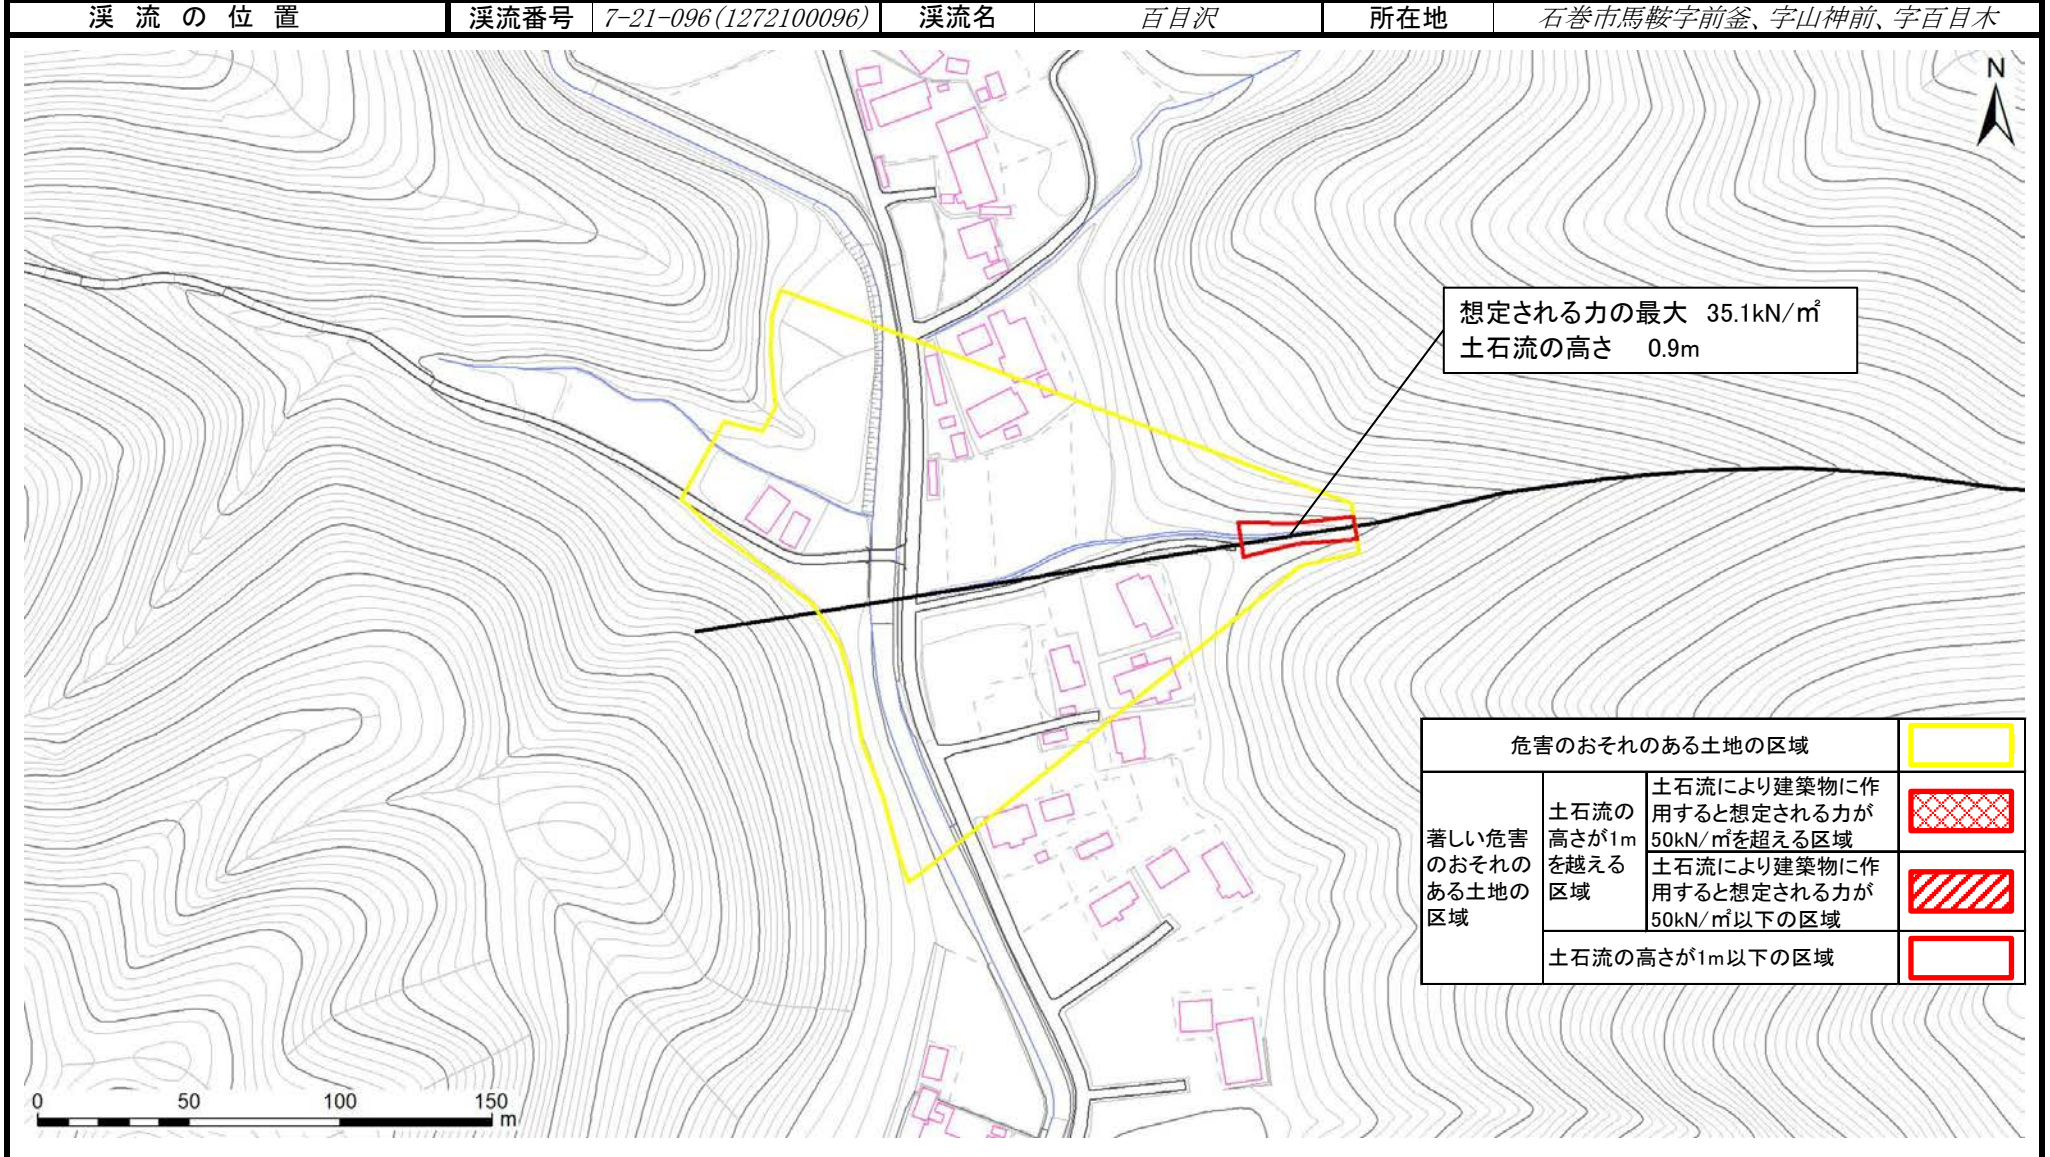 渓流の位置 渓流番号 7-21-096(1272100096) 渓流名 百目沢 所在地 石巻市馬鞍字前釜、字山神前、字百目木
N
想定される力の最大 35.1kN/㎡
土石流の高さ 0.9m
危害のおそれのある土地の区域
著しい危害
のおそれの
ある土地の
区域
土石流の
高さが1m
を越える
区域
土石流により建築物に作
用すると想定される力が
50kN/㎡を超える区域
土石流により建築物に作
用すると想定される力が
50kN/㎡以下の区域
土石流の高さが1m以下の区域
0 50 100 150
m